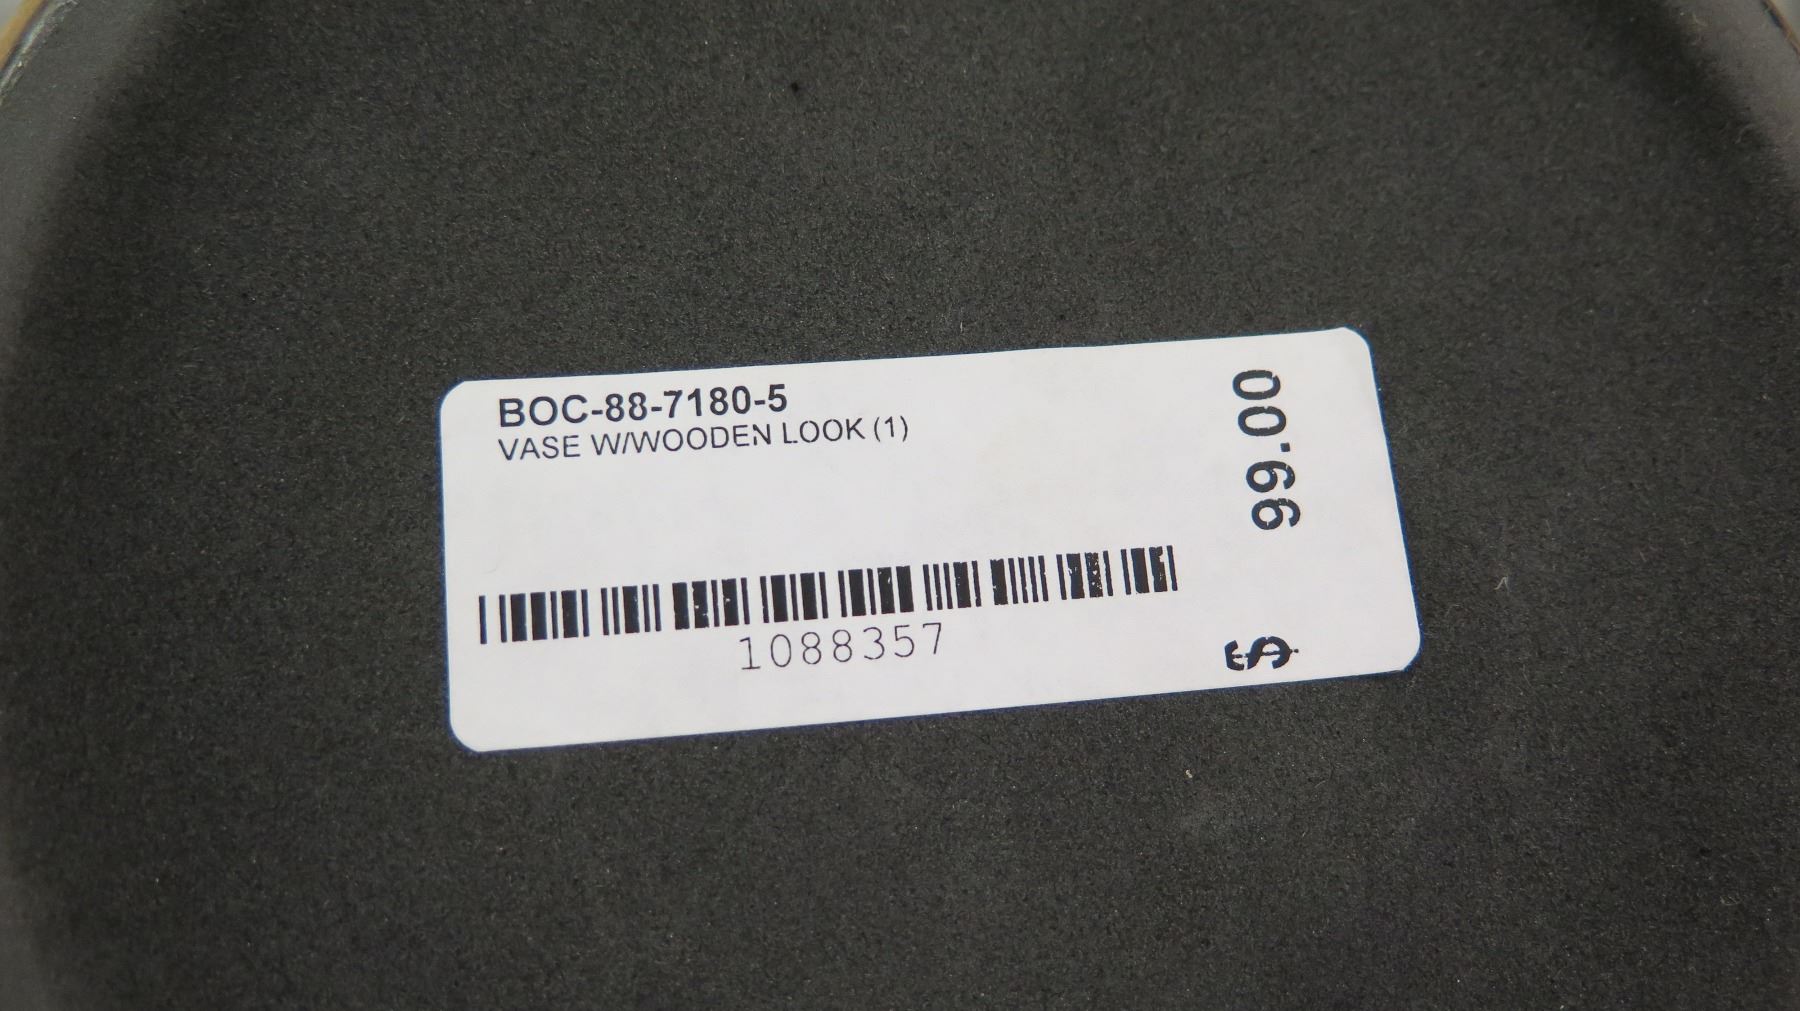 BOC-88-7180-5
VASE W/WOODEN LOOK (1)
1088357
$ 99.00